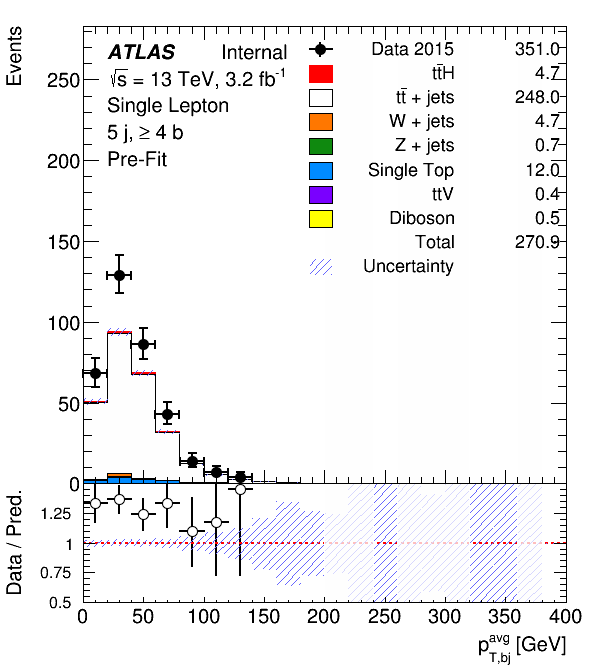 Events
ATLAS Internal
√s = 13 TeV, 3.2 fb⁻¹
Single Lepton
5 j, ≥ 4 b
Pre-Fit
Data 2015 351.0
tt̄H 4.7
tt̄ + jets 248.0
W + jets 4.7
Z + jets 0.7
Single Top 12.0
ttV 0.4
Diboson 0.5
Total 270.9
Uncertainty
250
200
150
100
50
0
Data / Pred.
1.25
1
0.75
0.5
0 50 100 150 200 250 300 350 400
p_{T,bj}^{avg} [GeV]